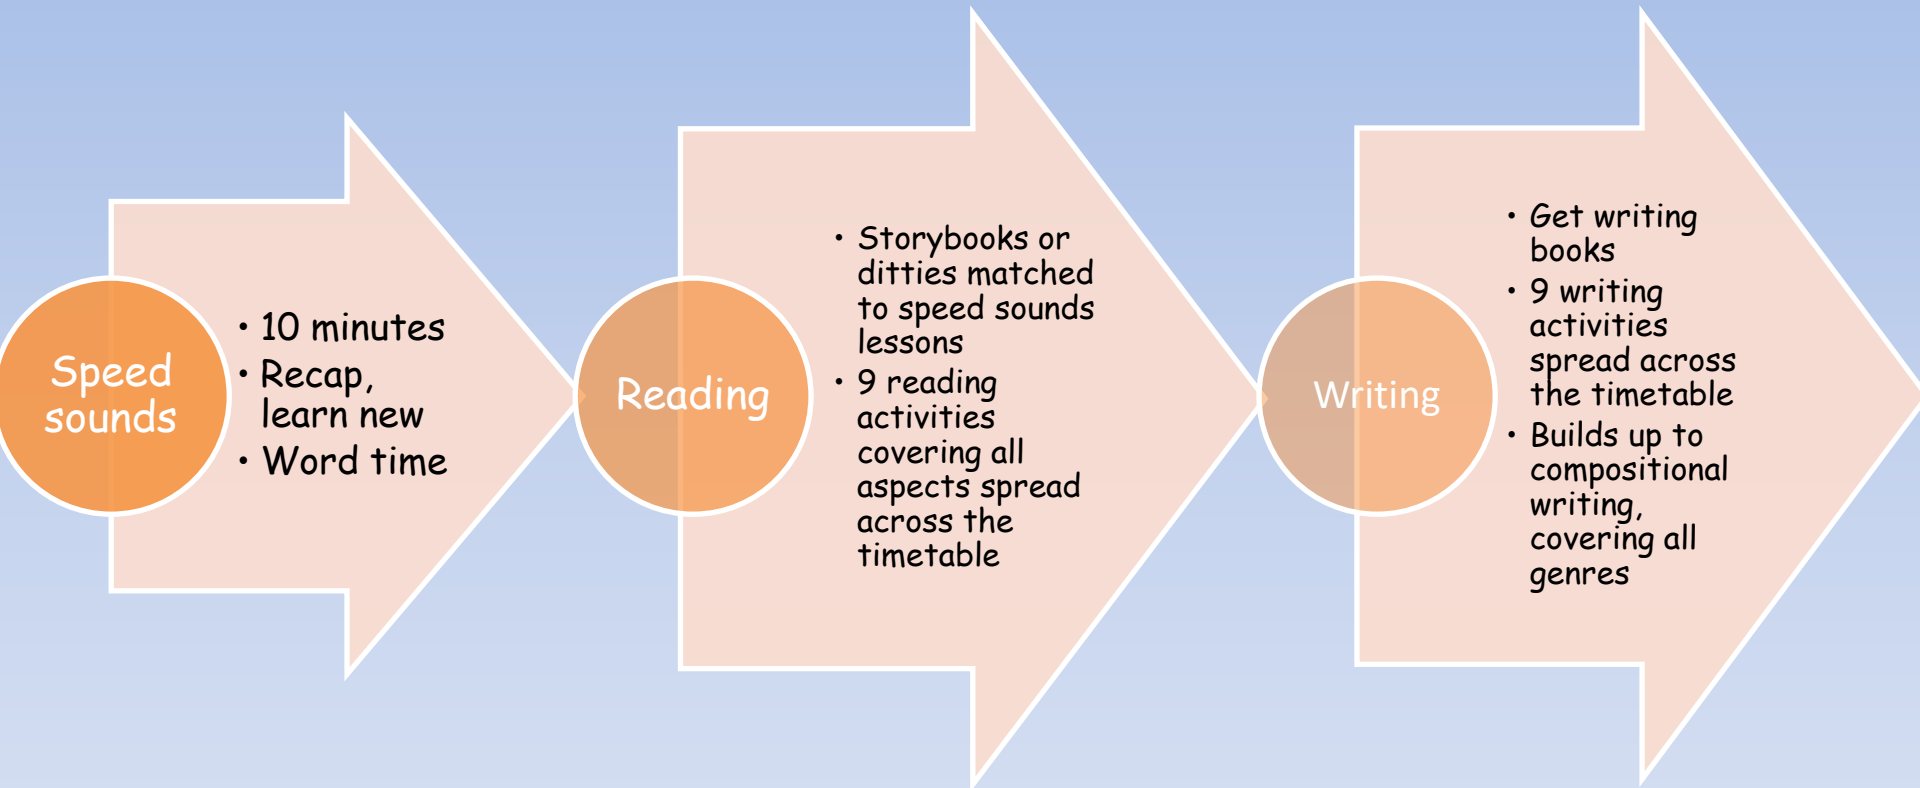 Speed
sounds
• 10 minutes
• Recap,
learn new
• Word time
Reading
• Storybooks or
ditties matched
to speed sounds
lessons
• 9 reading
activities
covering all
aspects spread
across the
timetable
Writing
• Get writing
books
• 9 writing
activities
spread across
the timetable
• Builds up to
compositional
writing,
covering all
genres